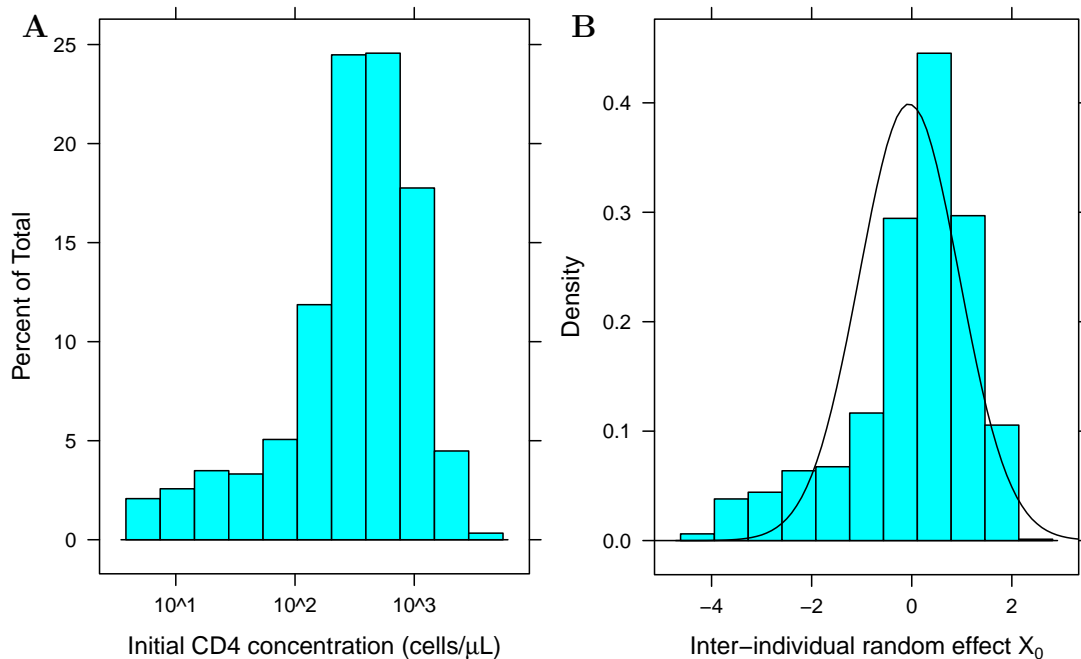 A
25
20
15
10
5
0
Percent of Total
10^1 10^2 10^3
Initial CD4 concentration (cells/μL)
B
0.4
0.3
0.2
0.1
0.0
Density
−4 −2 0 2
Inter−individual random effect X₀